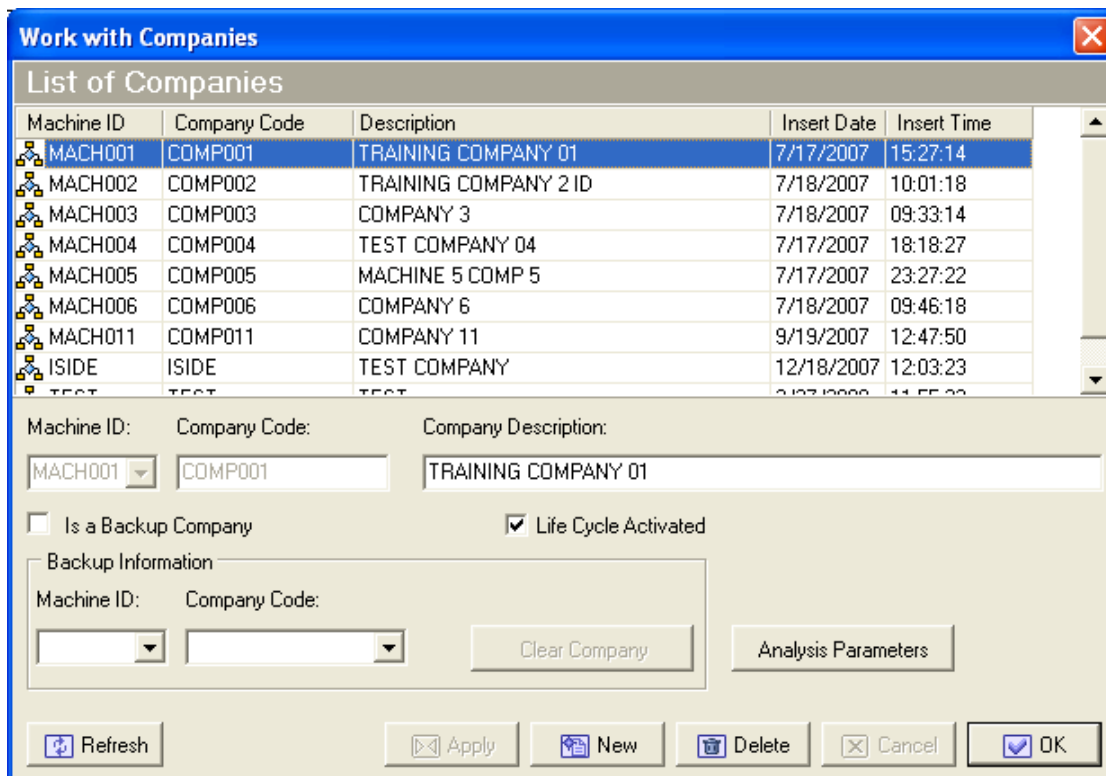 Work with Companies
List of Companies
Machine ID Company Code Description Insert Date Insert Time
MACH001 COMP001 TRAINING COMPANY 01 7/17/2007 15:27:14
MACH002 COMP002 TRAINING COMPANY 2 ID 7/18/2007 10:01:18
MACH003 COMP003 COMPANY 3 7/18/2007 09:33:14
MACH004 COMP004 TEST COMPANY 04 7/17/2007 18:18:27
MACH005 COMP005 MACHINE 5 COMP 5 7/17/2007 23:27:22
MACH006 COMP006 COMPANY 6 7/18/2007 09:46:18
MACH011 COMP011 COMPANY 11 9/19/2007 12:47:50
ISIDE ISIDE TEST COMPANY 12/18/2007 12:03:23
TEST TEST TEST
Machine ID: Company Code: Company Description:
MACH001 COMP001 TRAINING COMPANY 01
Is a Backup Company Life Cycle Activated
Backup Information
Machine ID: Company Code:
Clear Company Analysis Parameters
Refresh Apply New Delete Cancel OK